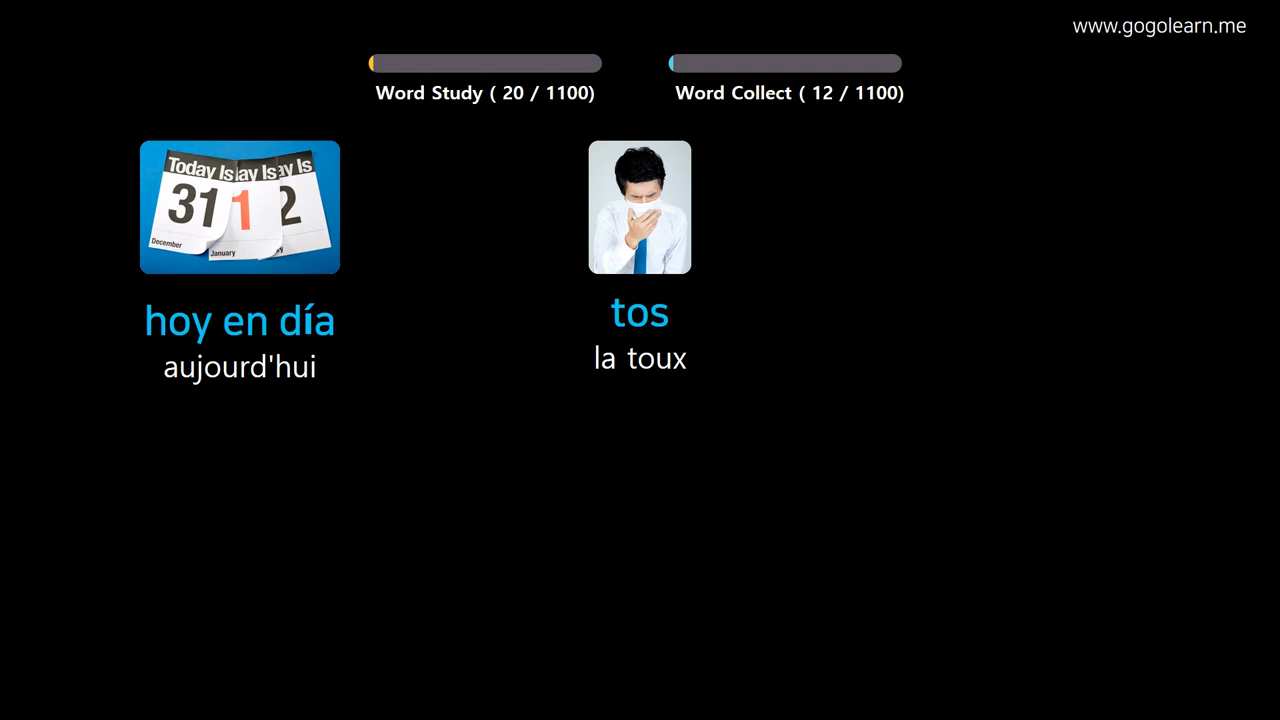 www.gogolearn.me
Word Study ( 20 / 1100)
Word Collect ( 12 / 1100)
Today Is
ay Is
ay Is
31
1
2
December
January
hoy en día
aujourd'hui
tos
la toux